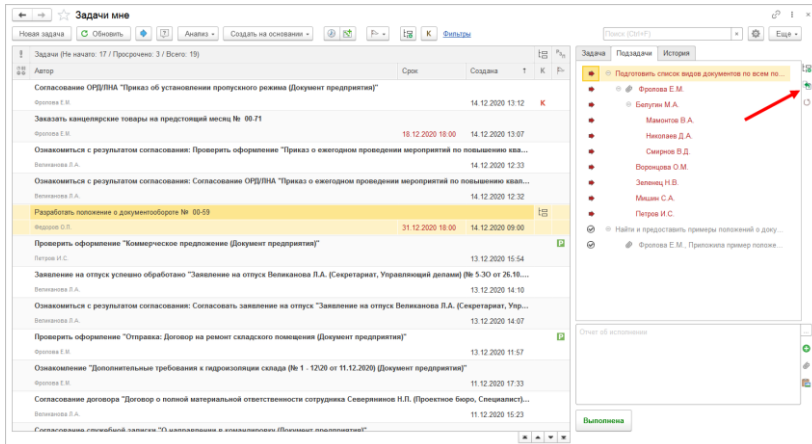 Задачи мне
Новая задача Обновить Анализ Создать на основании К Фильтры Поиск (Ctrl+F) × Еще
Задачи (Не начато: 17 / Просрочено: 3 / Всего: 19)
Автор Срок Создана ↑ К
Согласование ОРД/ЛНА "Приказ об установлении пропускного режима (Документ предприятия)"
Фролова Е.М. 14.12.2020 13:12 К
Заказать канцелярские товары на предстоящий месяц № 00-71
Фролова Е.М. 18.12.2020 18:00 14.12.2020 13:07
Ознакомиться с результатом согласования: Проверить оформление "Приказ о ежегодном проведении мероприятий по повышению ква...
Великанова Л.А. 14.12.2020 12:33
Ознакомиться с результатом согласования: Согласование ОРД/ЛНА "Приказ о ежегодном проведении мероприятий по повышению квал...
Великанова Л.А. 14.12.2020 12:32
Разработать положение о документообороте № 00-59
Федоров О.П. 31.12.2020 18:00 14.12.2020 09:00
Проверить оформление "Коммерческое предложение (Документ предприятия)"
Петров И.С. 13.12.2020 15:54 Р
Заявление на отпуск успешно обработано "Заявление на отпуск Великанова Л.А. (Секретариат, Управляющий делами) (№ 5-ЗО от 26.10....
Великанова Л.А. 13.12.2020 14:10
Ознакомиться с результатом согласования: Согласовать заявление на отпуск "Заявление на отпуск Великанова Л.А. (Секретариат, Упр...
Великанова Л.А. 13.12.2020 14:07
Проверить оформление "Отправка: Договор на ремонт складского помещения (Документ предприятия)"
Фролова Е.М. 13.12.2020 11:57 Р
Ознакомление "Дополнительные требования к гидроизоляции склада (№ 1 - 12\20 от 11.12.2020) (Документ предприятия)"
Фролова Е.М. 11.12.2020 17:33
Согласование договора "Договор о полной материальной ответственности сотрудника Северянинов Н.П. (Проектное бюро, Специалист)...
Великанова Л.А. 11.12.2020 15:23
Согласование служебной записки "О направлении в командировку (Документ предприятия)"
Задача Подзадачи История
Подготовить список видов документов по всем по...
Фролова Е.М.
Белугин М.А.
Мамонтов В.А.
Николаев Д.А.
Смирнов В.Д.
Воронцова О.М.
Зеленец Н.В.
Мишин С.А.
Петров И.С.
Найти и предоставить примеры положений о доку...
Фролова Е.М., Приложила пример положе...
Отчет об исполнении
Выполнена